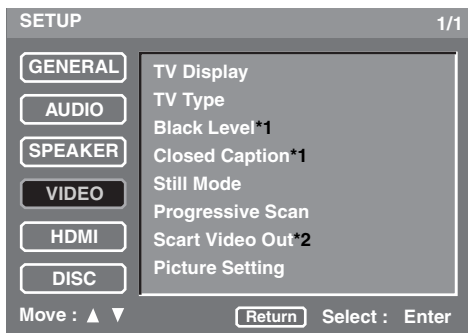 SETUP 1/1
GENERAL
AUDIO
SPEAKER
VIDEO
HDMI
DISC
TV Display
TV Type
Black Level*1
Closed Caption*1
Still Mode
Progressive Scan
Scart Video Out*2
Picture Setting
Move : ▲ ▼ Return Select : Enter